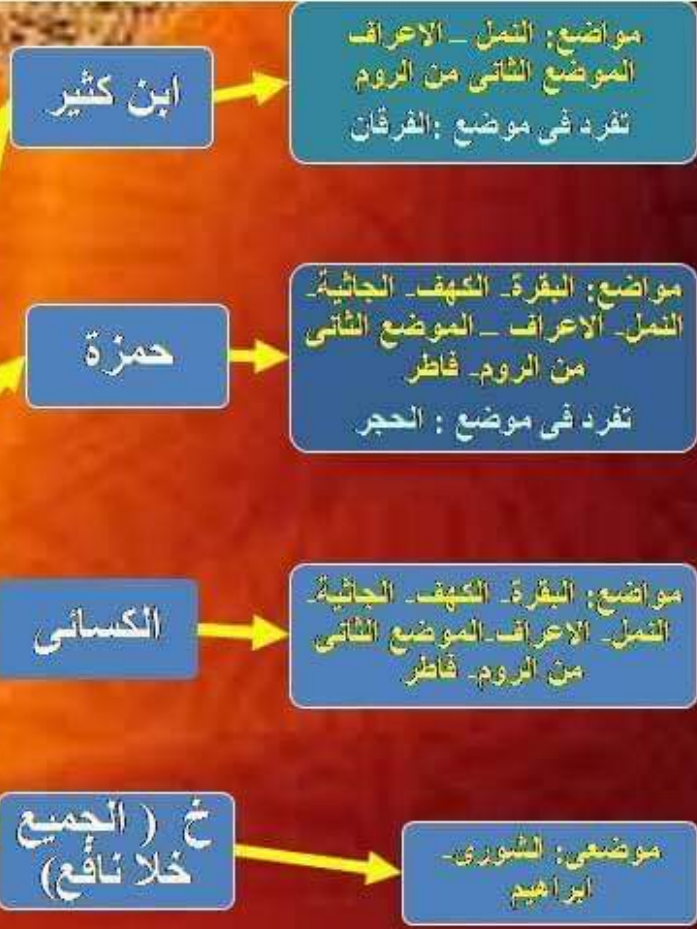 ابن كثير
مواضع: النمل – الاعراف
الموضع الثانى من الروم
تفرد فى موضع :الفرقان
حمزة
مواضع: البقرة- الكهف- الجاثية-
النمل- الاعراف – الموضع الثانى
من الروم- فاطر
تفرد فى موضع : الحجر
الكسائى
مواضع: البقرة- الكهف- الجاثية-
النمل- الاعراف-الموضع الثانى
من الروم- فاطر
خ ( الجميع
خلا نافع)
موضعى: الشورى-
ابراهيم